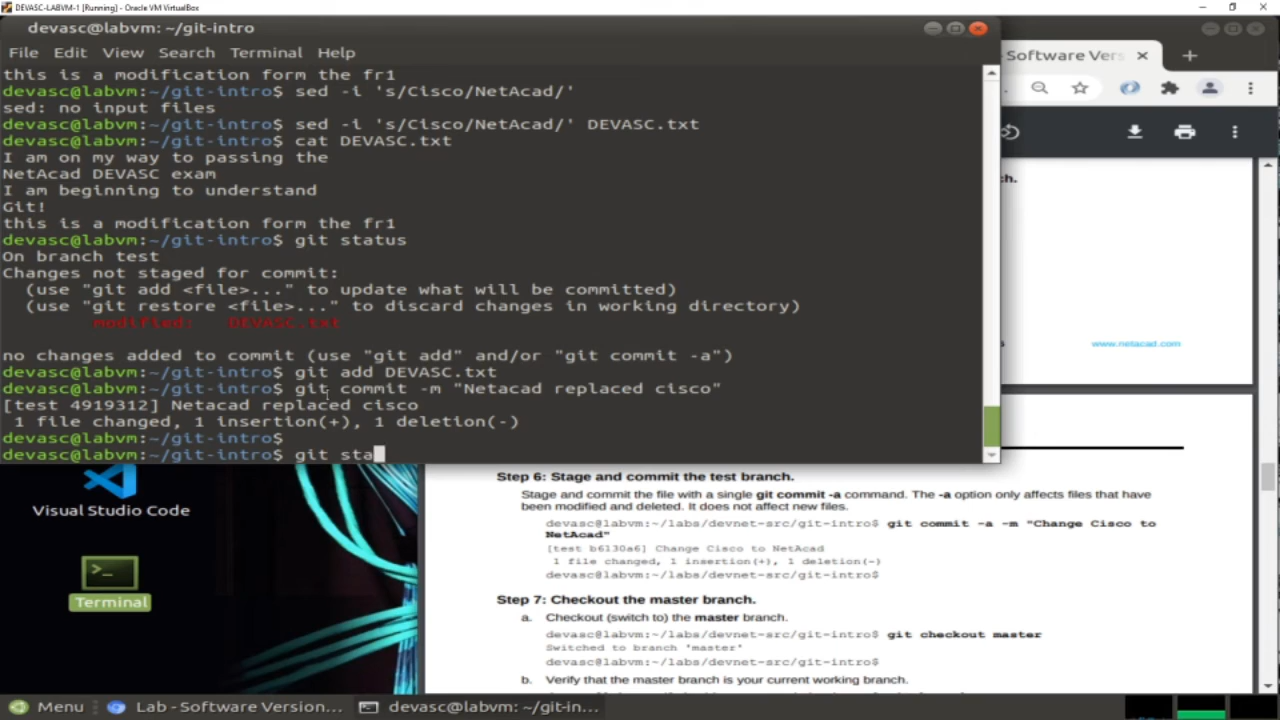 DEVASC-LABVM-1 [Running] - Oracle VM VirtualBox
devasc@labvm: ~/git-intro
File Edit View Search Terminal Help
this is a modification form the fr1
devasc@labvm:~/git-intro$ sed -i 's/Cisco/NetAcad/'
sed: no input files
devasc@labvm:~/git-intro$ sed -i 's/Cisco/NetAcad/' DEVASC.txt
devasc@labvm:~/git-intro$ cat DEVASC.txt
I am on my way to passing the
NetAcad DEVASC exam
I am beginning to understand
Git!
this is a modification form the fr1
devasc@labvm:~/git-intro$ git status
On branch test
Changes not staged for commit:
(use "git add <file>..." to update what will be committed)
(use "git restore <file>..." to discard changes in working directory)
modified: DEVASC.txt
no changes added to commit (use "git add" and/or "git commit -a")
devasc@labvm:~/git-intro$ git add DEVASC.txt
devasc@labvm:~/git-intro$ git commit -m "Netacad replaced cisco"
[test 4919312] Netacad replaced cisco
1 file changed, 1 insertion(+), 1 deletion(-)
devasc@labvm:~/git-intro$
devasc@labvm:~/git-intro$ git sta
Software Vers
ch.
www.netacad.com
Step 6: Stage and commit the test branch.
Stage and commit the file with a single git commit -a command. The -a option only affects files that have
been modified and deleted. It does not affect new files.
devasc@labvm:~/labs/devnet-src/git-intro$ git commit -a -m "Change Cisco to
NetAcad"
[test b6130a6] Change Cisco to NetAcad
1 file changed, 1 insertion(+), 1 deletion(-)
devasc@labvm:~/labs/devnet-src/git-intro$
Step 7: Checkout the master branch.
a. Checkout (switch to) the master branch.
devasc@labvm:~/labs/devnet-src/git-intro$ git checkout master
Switched to branch 'master'
devasc@labvm:~/labs/devnet-src/git-intro$
b. Verify that the master branch is your current working branch.
Visual Studio Code
Terminal
Menu
Lab - Software Version...
devasc@labvm: ~/git-in...